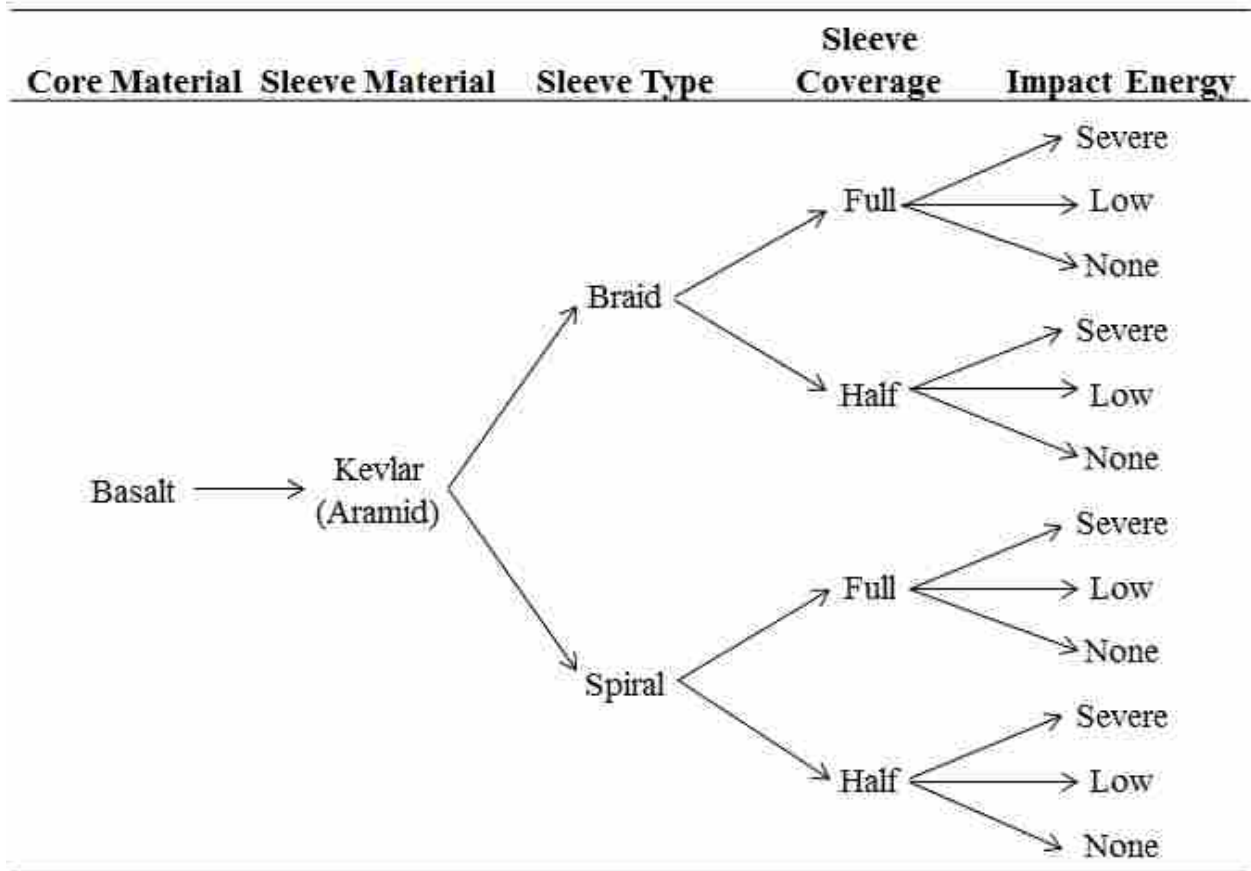 Core Material Sleeve Material Sleeve Type Sleeve Coverage Impact Energy
Severe
Full Low
None
Braid
Severe
Half Low
None
Basalt Kevlar (Aramid)
Severe
Full Low
None
Spiral
Severe
Half Low
None